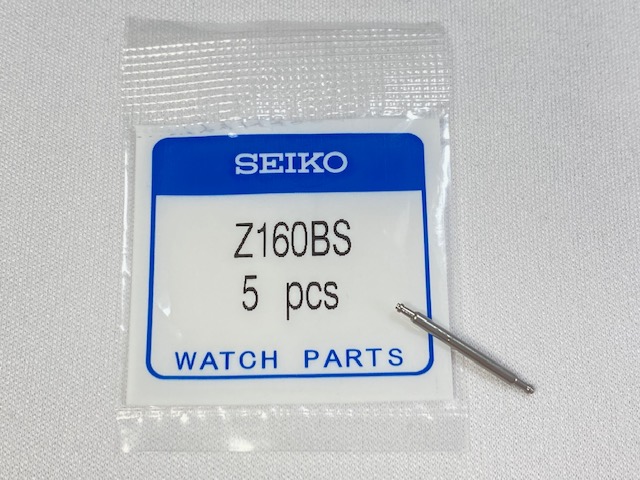 SEIKO
Z160BS
5 pcs
WATCH PARTS